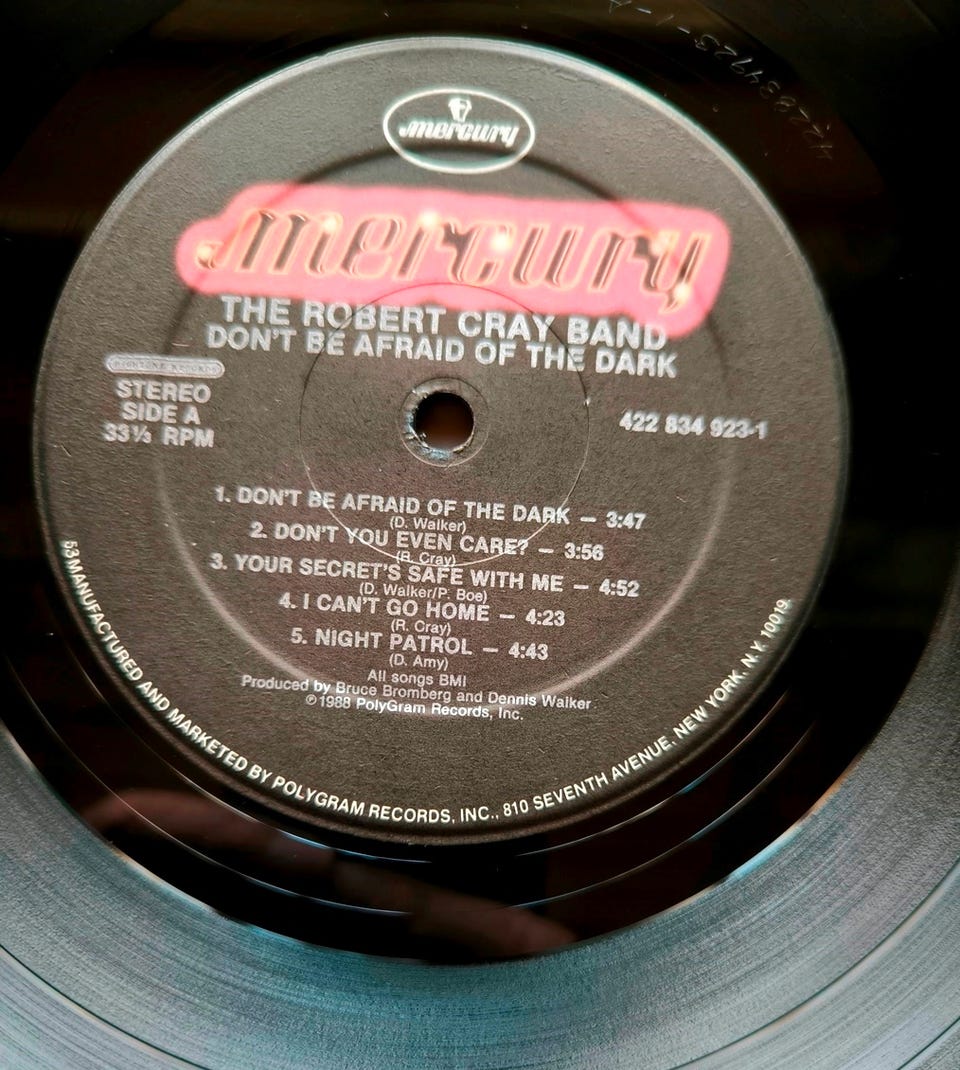 mercury
mercury
THE ROBERT CRAY BAND
DON'T BE AFRAID OF THE DARK
HIGHTONE RECORDS
STEREO
SIDE A
33⅓ RPM
422 834 923-1
1. DON'T BE AFRAID OF THE DARK — 3:47
(D. Walker)
2. DON'T YOU EVEN CARE? — 3:56
(R. Cray)
3. YOUR SECRET'S SAFE WITH ME — 4:52
(D. Walker/P. Boe)
4. I CAN'T GO HOME — 4:23
(R. Cray)
5. NIGHT PATROL — 4:43
(D. Amy)
All songs BMI
Produced by Bruce Bromberg and Dennis Walker
℗1988 PolyGram Records, Inc.
53 MANUFACTURED AND MARKETED BY POLYGRAM RECORDS, INC., 810 SEVENTH AVENUE, NEW YORK, N.Y. 10019